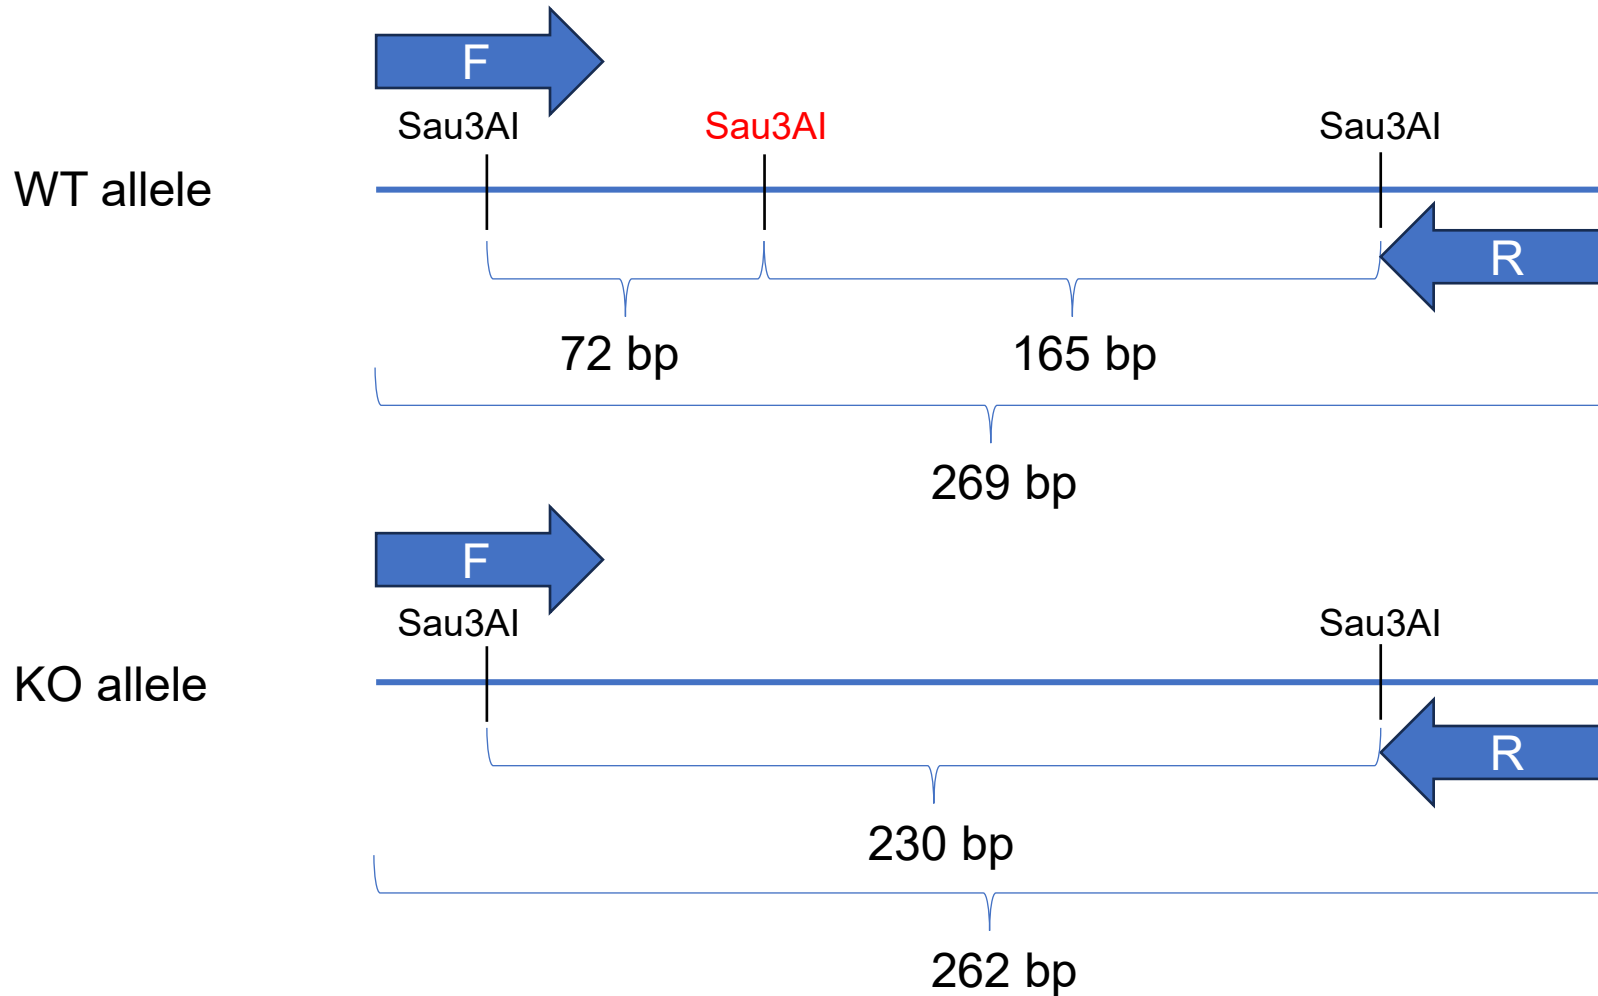 F
Sau3AI Sau3AI Sau3AI
WT allele
R
72 bp 165 bp
269 bp
F
Sau3AI Sau3AI
KO allele
R
230 bp
262 bp